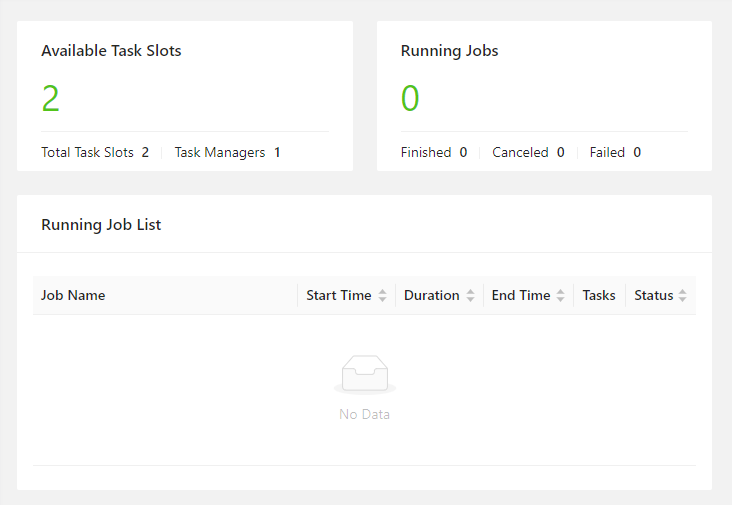 Available Task Slots
2
Total Task Slots 2 Task Managers 1
Running Jobs
0
Finished 0 Canceled 0 Failed 0
Running Job List
Job Name Start Time Duration End Time Tasks Status
No Data